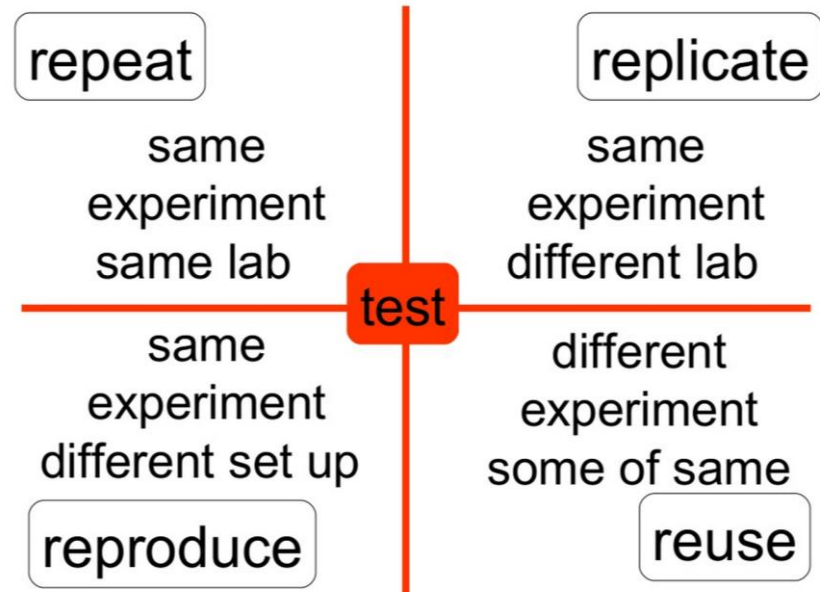 repeat
same
experiment
same lab
replicate
same
experiment
different lab
test
same
experiment
different set up
reproduce
different
experiment
some of same
reuse